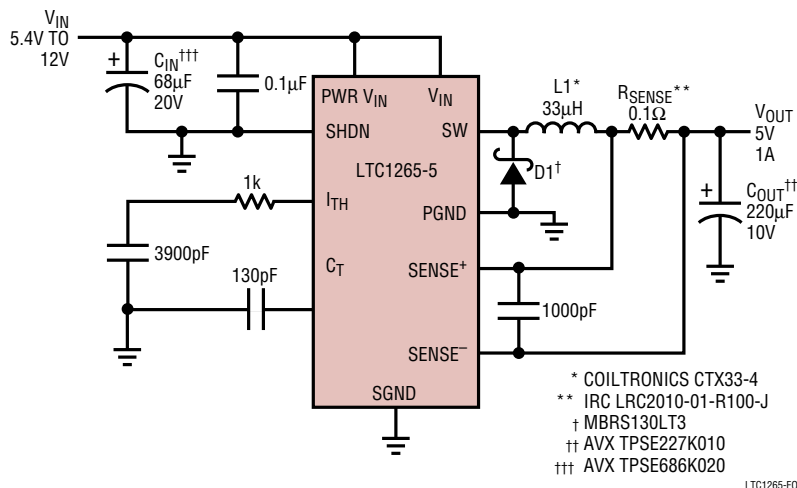 VIN
5.4V TO
12V
CIN†††
68µF
20V
0.1µF
PWR VIN
VIN
SHDN
SW
LTC1265-5
ITH
PGND
CT
SENSE+
SENSE–
SGND
1k
3900pF
130pF
L1*
33µH
RSENSE**
0.1Ω
VOUT
5V
1A
D1†
COUT††
220µF
10V
1000pF
* COILTRONICS CTX33-4
** IRC LRC2010-01-R100-J
† MBRS130LT3
†† AVX TPSE227K010
††† AVX TPSE686K020